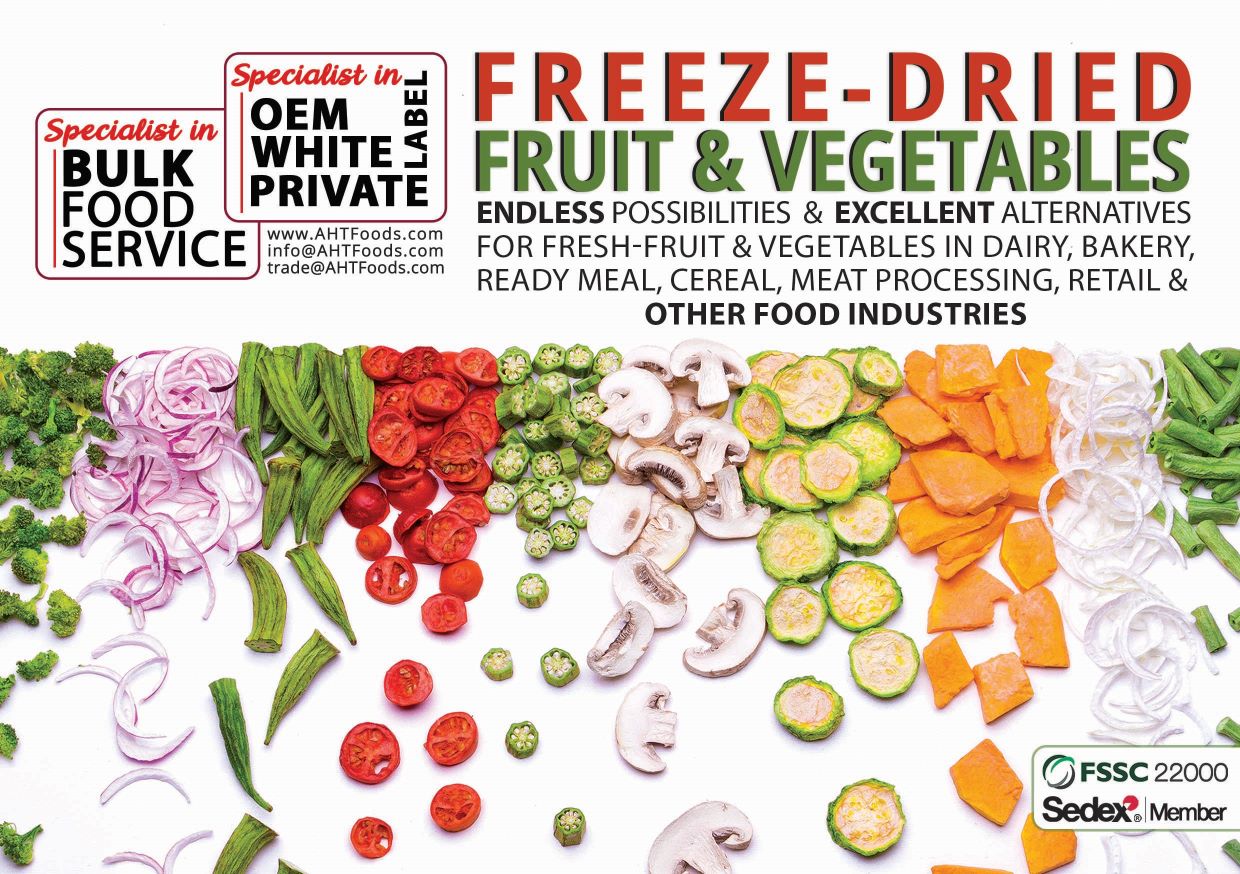 Specialist in
BULK
FOOD
SERVICE
Specialist in
OEM
WHITE
PRIVATE
LABEL
www.AHTFoods.com
info@AHTFoods.com
trade@AHTFoods.com
FREEZE-DRIED
FRUIT & VEGETABLES
ENDLESS POSSIBILITIES & EXCELLENT ALTERNATIVES
FOR FRESH-FRUIT & VEGETABLES IN DAIRY, BAKERY,
READY MEAL, CEREAL, MEAT PROCESSING, RETAIL &
OTHER FOOD INDUSTRIES
FSSC 22000
Sedex® | Member